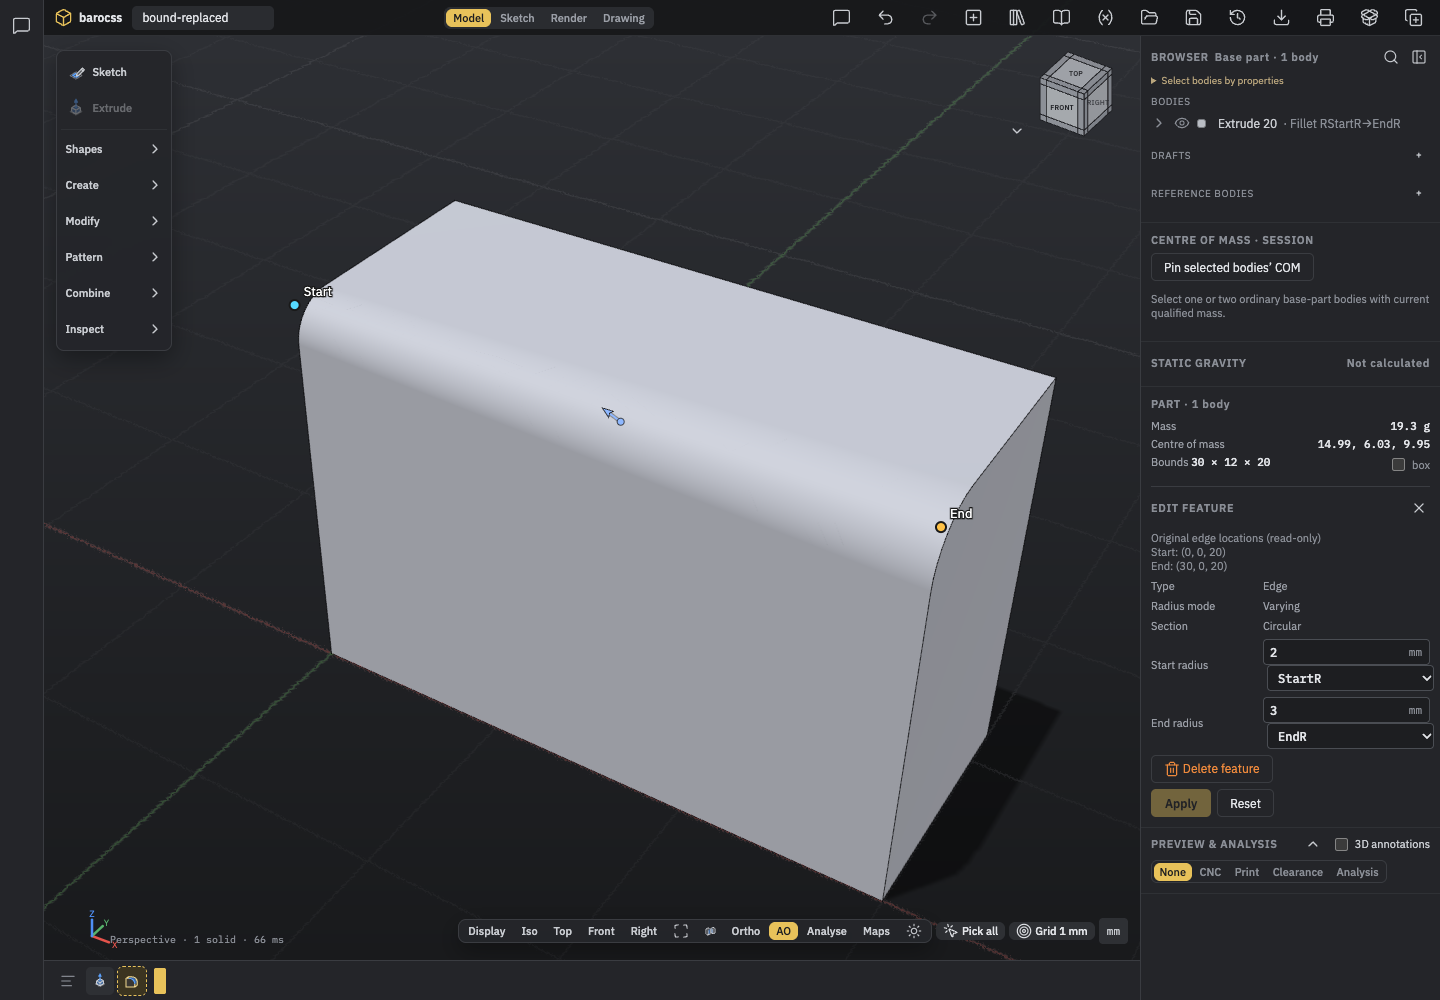 barocss
bound-replaced
Model
Sketch
Render
Drawing
Sketch
Extrude
Shapes
Create
Modify
Pattern
Combine
Inspect
TOP
FRONT
RIGHT
Start
End
Z
Y
X
Perspective · 1 solid · 66 ms
Display
Iso
Top
Front
Right
Ortho
AO
Analyse
Maps
Pick all
Grid 1 mm
mm
BROWSER Base part · 1 body
Select bodies by properties
BODIES
Extrude 20 · Fillet RStartR→EndR
DRAFTS
REFERENCE BODIES
CENTRE OF MASS · SESSION
Pin selected bodies’ COM
Select one or two ordinary base-part bodies with current
qualified mass.
STATIC GRAVITY Not calculated
PART · 1 body
Mass 19.3 g
Centre of mass 14.99, 6.03, 9.95
Bounds 30 × 12 × 20 box
EDIT FEATURE
Original edge locations (read-only)
Start: (0, 0, 20)
End: (30, 0, 20)
Type Edge
Radius mode Varying
Section Circular
2 mm
Start radius
StartR
3 mm
End radius
EndR
Delete feature
Apply Reset
PREVIEW & ANALYSIS 3D annotations
None CNC Print Clearance Analysis